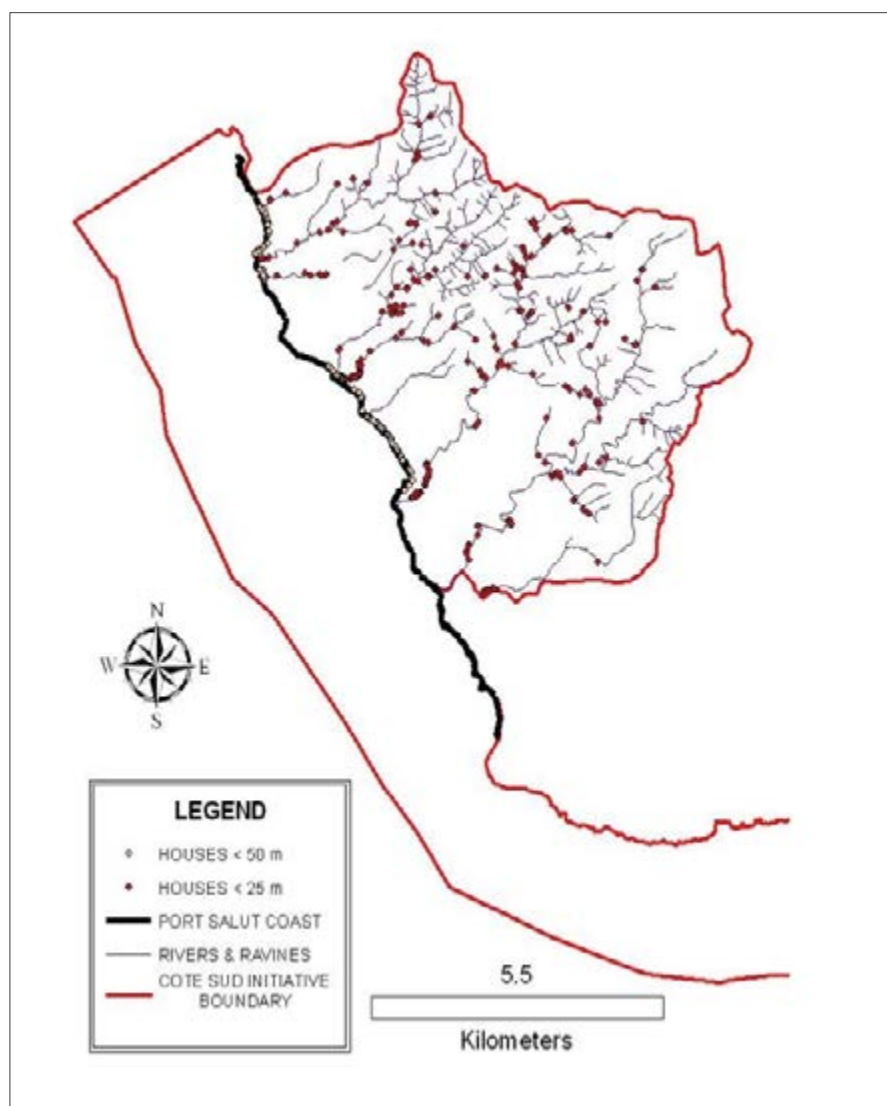 N
W E
S
LEGEND
HOUSES < 50 m
HOUSES < 25 m
PORT SALUT COAST
RIVERS & RAVINES
COTE SUD INITIATIVE
BOUNDARY
5.5
Kilometers